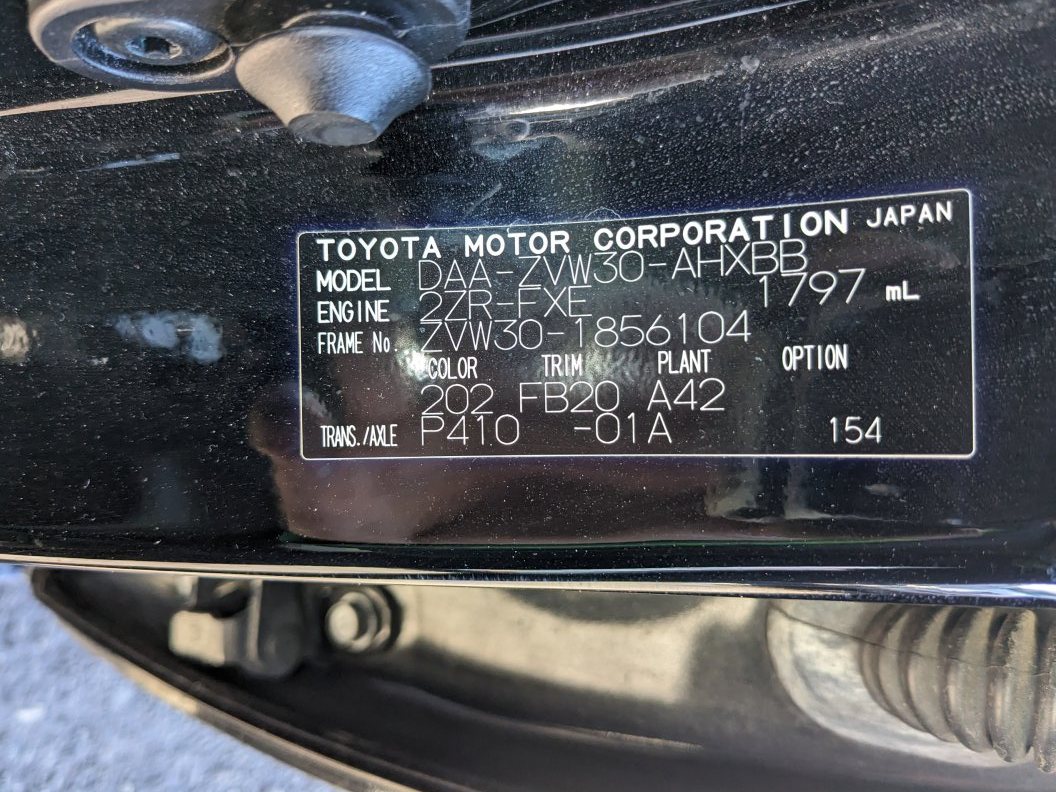 TOYOTA MOTOR CORPORATION JAPAN
MODEL DAA-ZVW30-AHXBB
ENGINE 2ZR-FXE 1797 mL
FRAME No. ZVW30-1856104
COLOR TRIM PLANT OPTION
202 FB20 A42
TRANS./AXLE P410 -01A 154